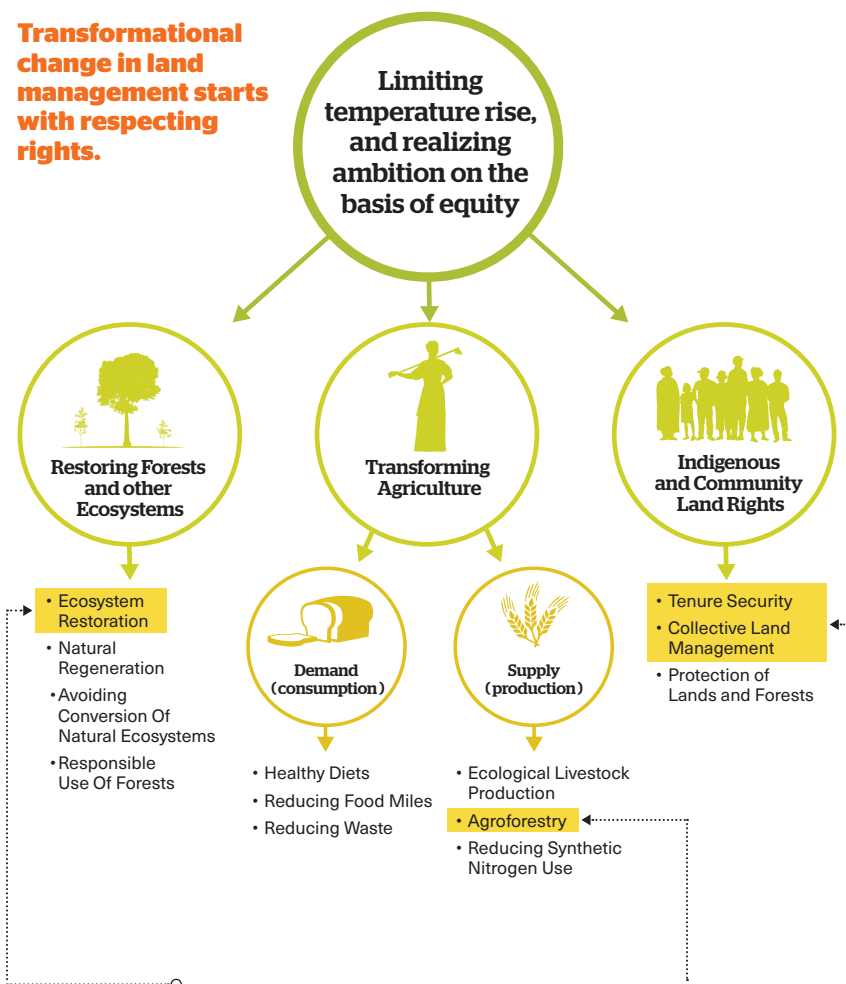 Transformational
change in land
management starts
with respecting
rights.
Limiting
temperature rise,
and realizing
ambition on the
basis of equity
Restoring Forests
and other
Ecosystems
Transforming
Agriculture
Indigenous
and Community
Land Rights
• Ecosystem
Restoration
• Natural
Regeneration
• Avoiding
Conversion Of
Natural Ecosystems
• Responsible
Use Of Forests
Demand
(consumption)
• Healthy Diets
• Reducing Food Miles
• Reducing Waste
Supply
(production)
• Ecological Livestock
Production
• Agroforestry
• Reducing Synthetic
Nitrogen Use
• Tenure Security
• Collective Land
Management
• Protection of
Lands and Forests